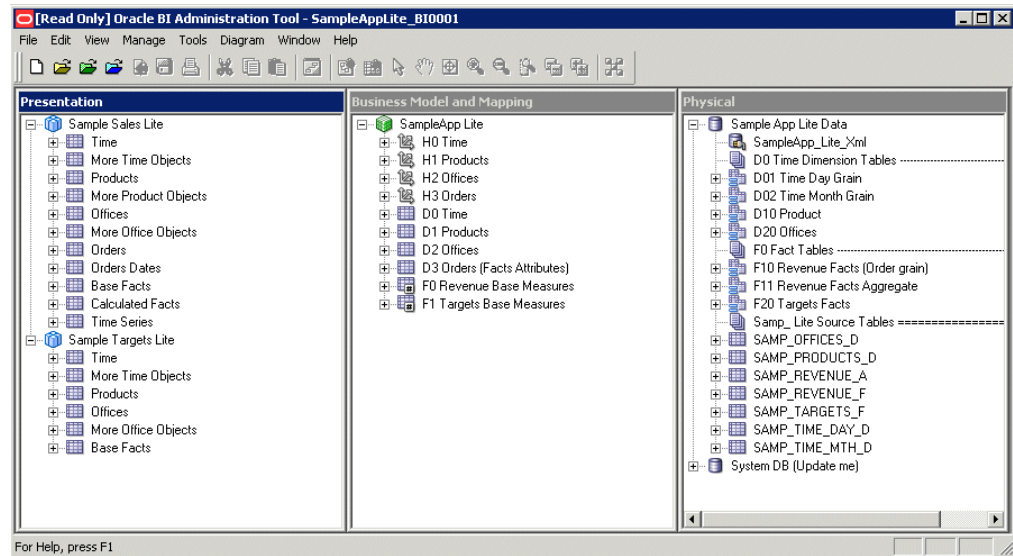 [Read Only] Oracle BI Administration Tool - SampleAppLite_BI0001
File Edit View Manage Tools Diagram Window Help
Presentation
Sample Sales Lite
Time
More Time Objects
Products
More Product Objects
Offices
More Office Objects
Orders
Orders Dates
Base Facts
Calculated Facts
Time Series
Sample Targets Lite
Time
More Time Objects
Products
Offices
More Office Objects
Base Facts
Business Model and Mapping
SampleApp Lite
H0 Time
H1 Products
H2 Offices
H3 Orders
D0 Time
D1 Products
D2 Offices
D3 Orders (Facts Attributes)
F0 Revenue Base Measures
F1 Targets Base Measures
Physical
Sample App Lite Data
SampleApp_Lite_Xml
D0 Time Dimension Tables --------------------
D01 Time Day Grain
D02 Time Month Grain
D10 Product
D20 Offices
F0 Fact Tables --------------------------------
F10 Revenue Facts (Order grain)
F11 Revenue Facts Aggregate
F20 Targets Facts
Samp_ Lite Source Tables ================
SAMP_OFFICES_D
SAMP_PRODUCTS_D
SAMP_REVENUE_A
SAMP_REVENUE_F
SAMP_TARGETS_F
SAMP_TIME_DAY_D
SAMP_TIME_MTH_D
System DB (Update me)
For Help, press F1